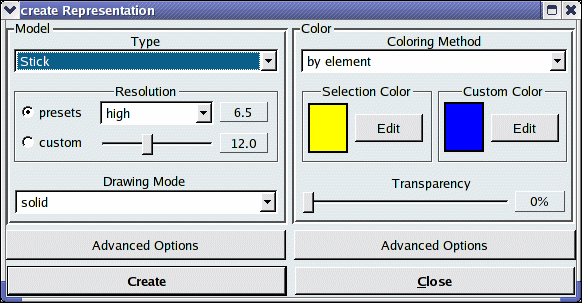 create Representation
Model
Type
Stick
Resolution
presets
high
6.5
custom
12.0
Drawing Mode
solid
Color
Coloring Method
by element
Selection Color
Custom Color
Edit
Edit
Transparency
0%
Advanced Options
Advanced Options
Create
Close